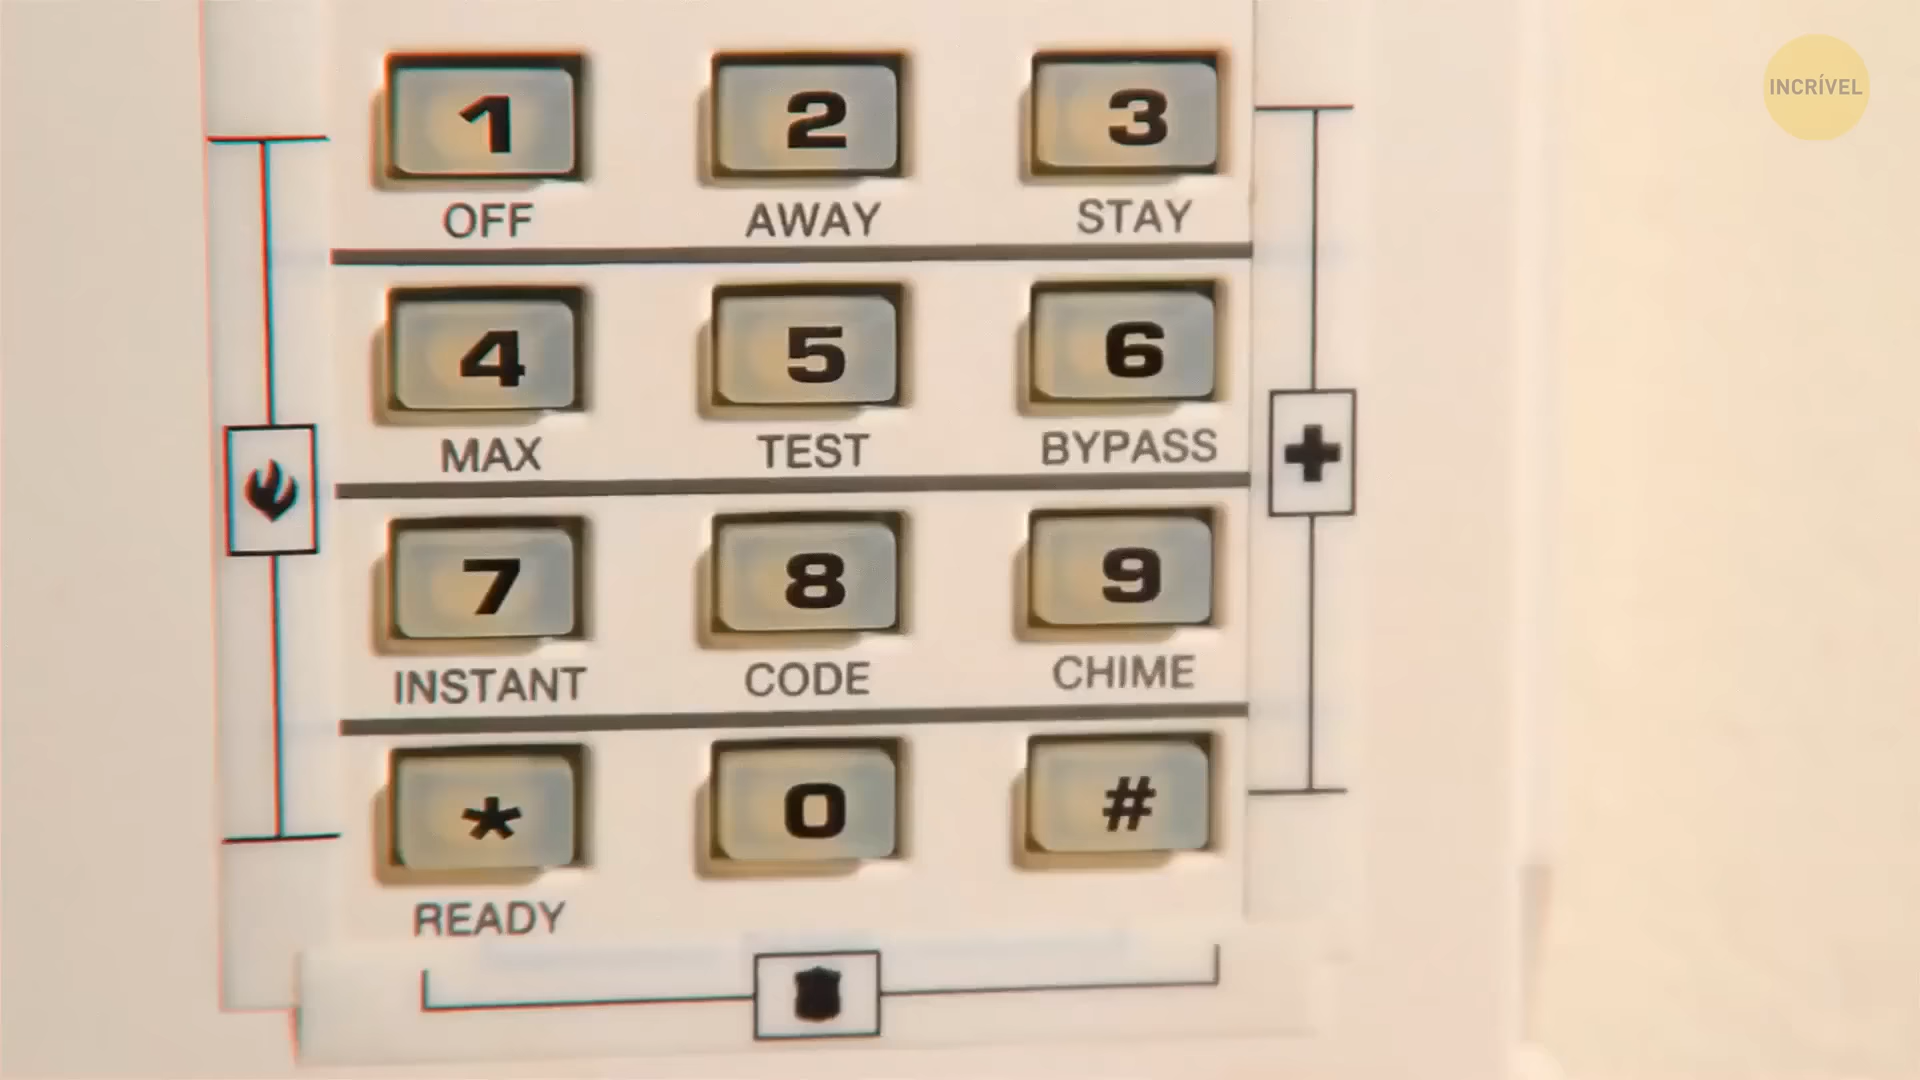 INCRÍVEL
1 2 3
OFF AWAY STAY
4 5 6
MAX TEST BYPASS
7 8 9
INSTANT CODE CHIME
* 0 #
READY